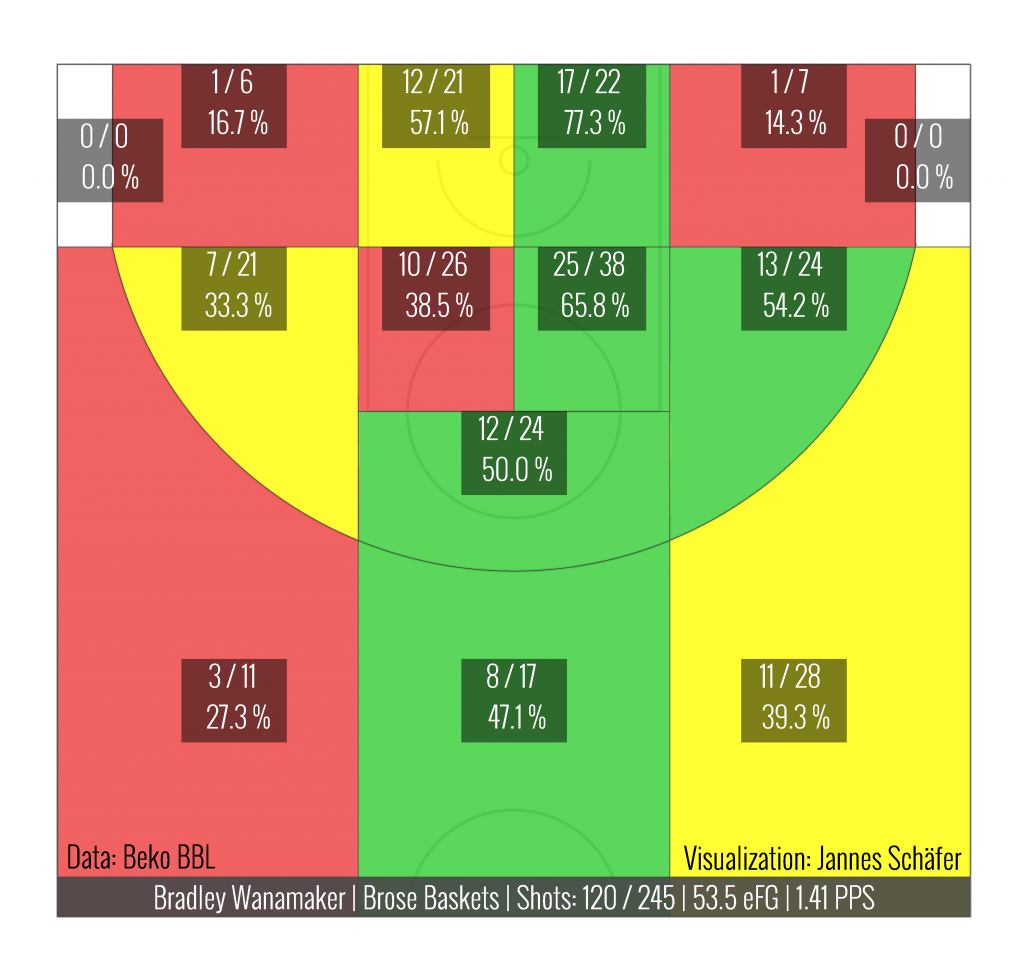 1 / 6
16.7 %
12 / 21
57.1 %
17 / 22
77.3 %
1 / 7
14.3 %
0 / 0
0.0 %
0 / 0
0.0 %
7 / 21
33.3 %
10 / 26
38.5 %
25 / 38
65.8 %
13 / 24
54.2 %
12 / 24
50.0 %
3 / 11
27.3 %
8 / 17
47.1 %
11 / 28
39.3 %
Data: Beko BBL
Visualization: Jannes Schäfer
Bradley Wanamaker | Brose Baskets | Shots: 120 / 245 | 53.5 eFG | 1.41 PPS